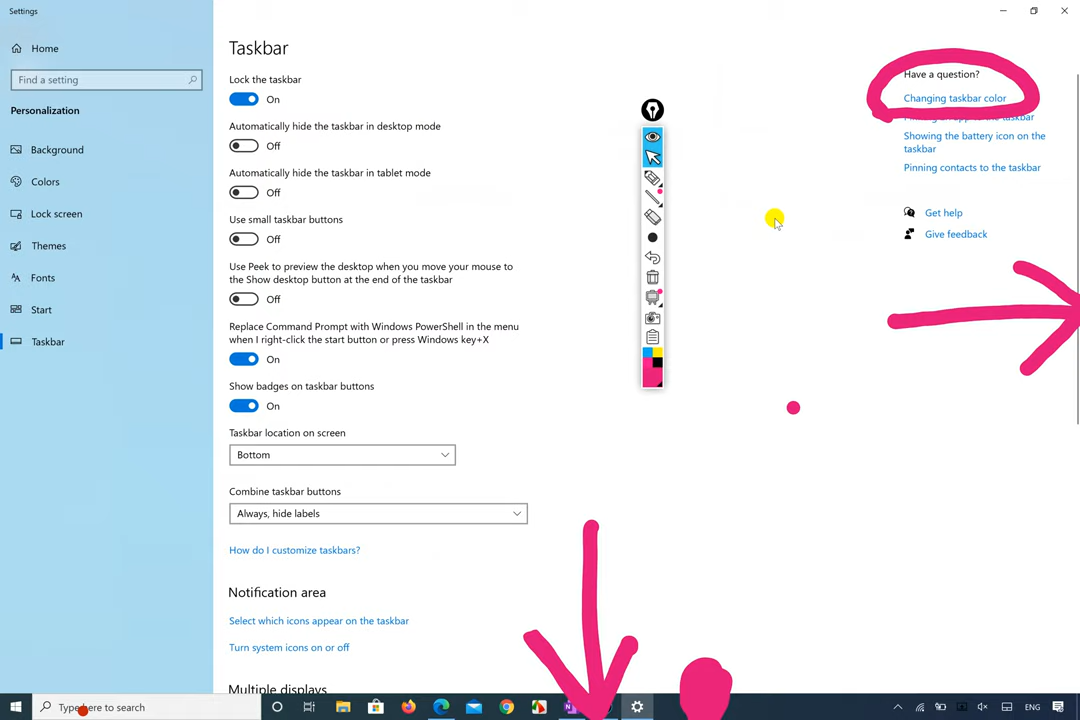 Settings
Home
Find a setting
Personalization
Background
Colors
Lock screen
Themes
Fonts
Start
Taskbar
Taskbar
Lock the taskbar
On
Automatically hide the taskbar in desktop mode
Off
Automatically hide the taskbar in tablet mode
Off
Use small taskbar buttons
Off
Use Peek to preview the desktop when you move your mouse to
the Show desktop button at the end of the taskbar
Off
Replace Command Prompt with Windows PowerShell in the menu
when I right-click the start button or press Windows key+X
On
Show badges on taskbar buttons
On
Taskbar location on screen
Bottom
Combine taskbar buttons
Always, hide labels
How do I customize taskbars?
Notification area
Select which icons appear on the taskbar
Turn system icons on or off
Multiple displays
Have a question?
Changing taskbar color
taskbar
Showing the battery icon on the
taskbar
Pinning contacts to the taskbar
Get help
Give feedback
Type here to search
ENG